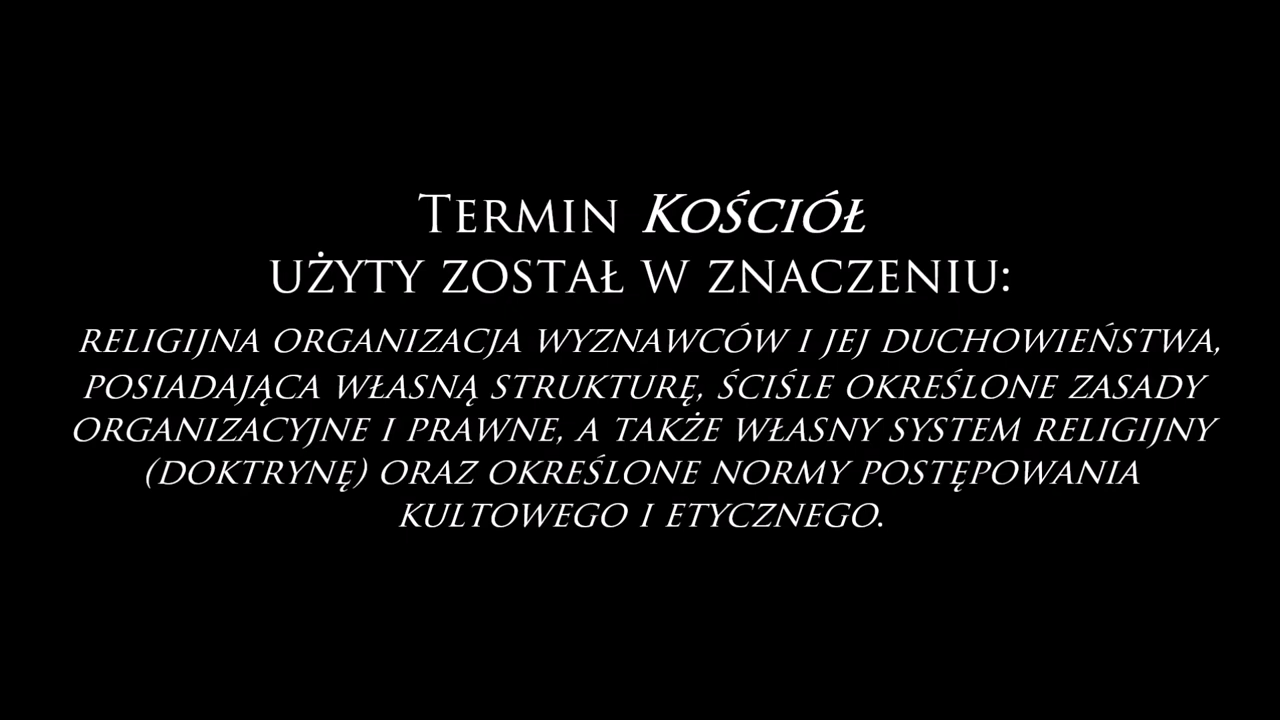 Termin Kościół
użyty został w znaczeniu:
religijna organizacja wyznawców i jej duchowieństwa,
posiadająca własną strukturę, ściśle określone zasady
organizacyjne i prawne, a także własny system religijny
(doktrynę) oraz określone normy postępowania
kultowego i etycznego.